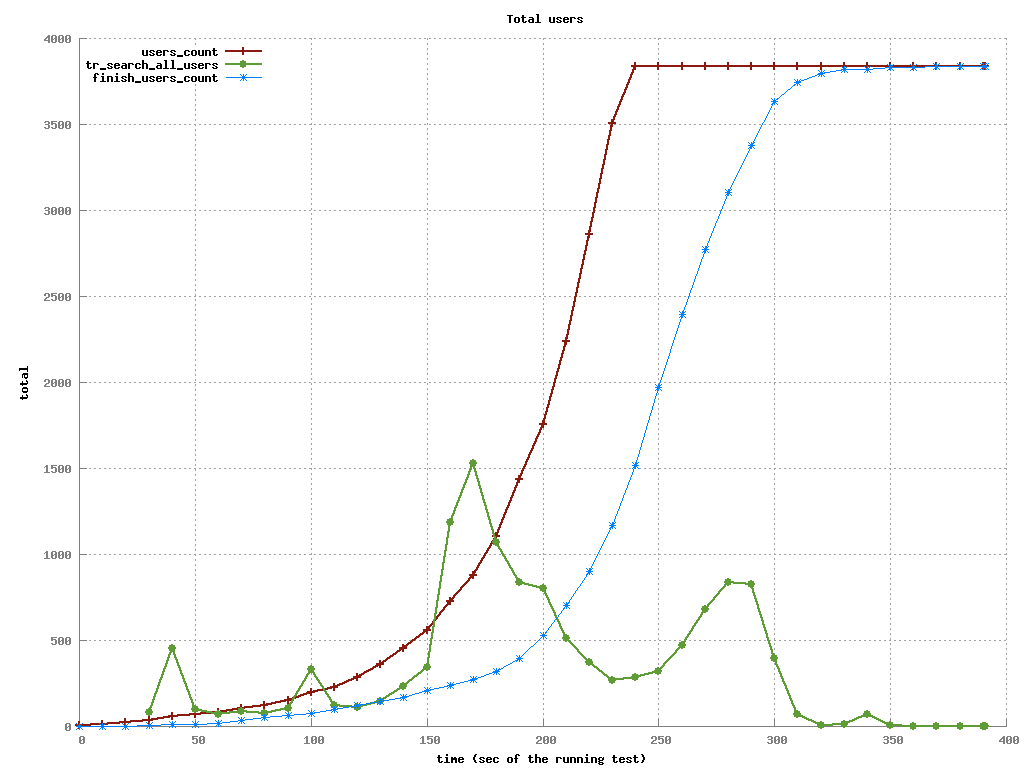 Total users
4000
users_count
tr_search_all_users
finish_users_count
3500
3000
2500
total
2000
1500
1000
500
0
0 50 100 150 200 250 300 350 400
time (sec of the running test)